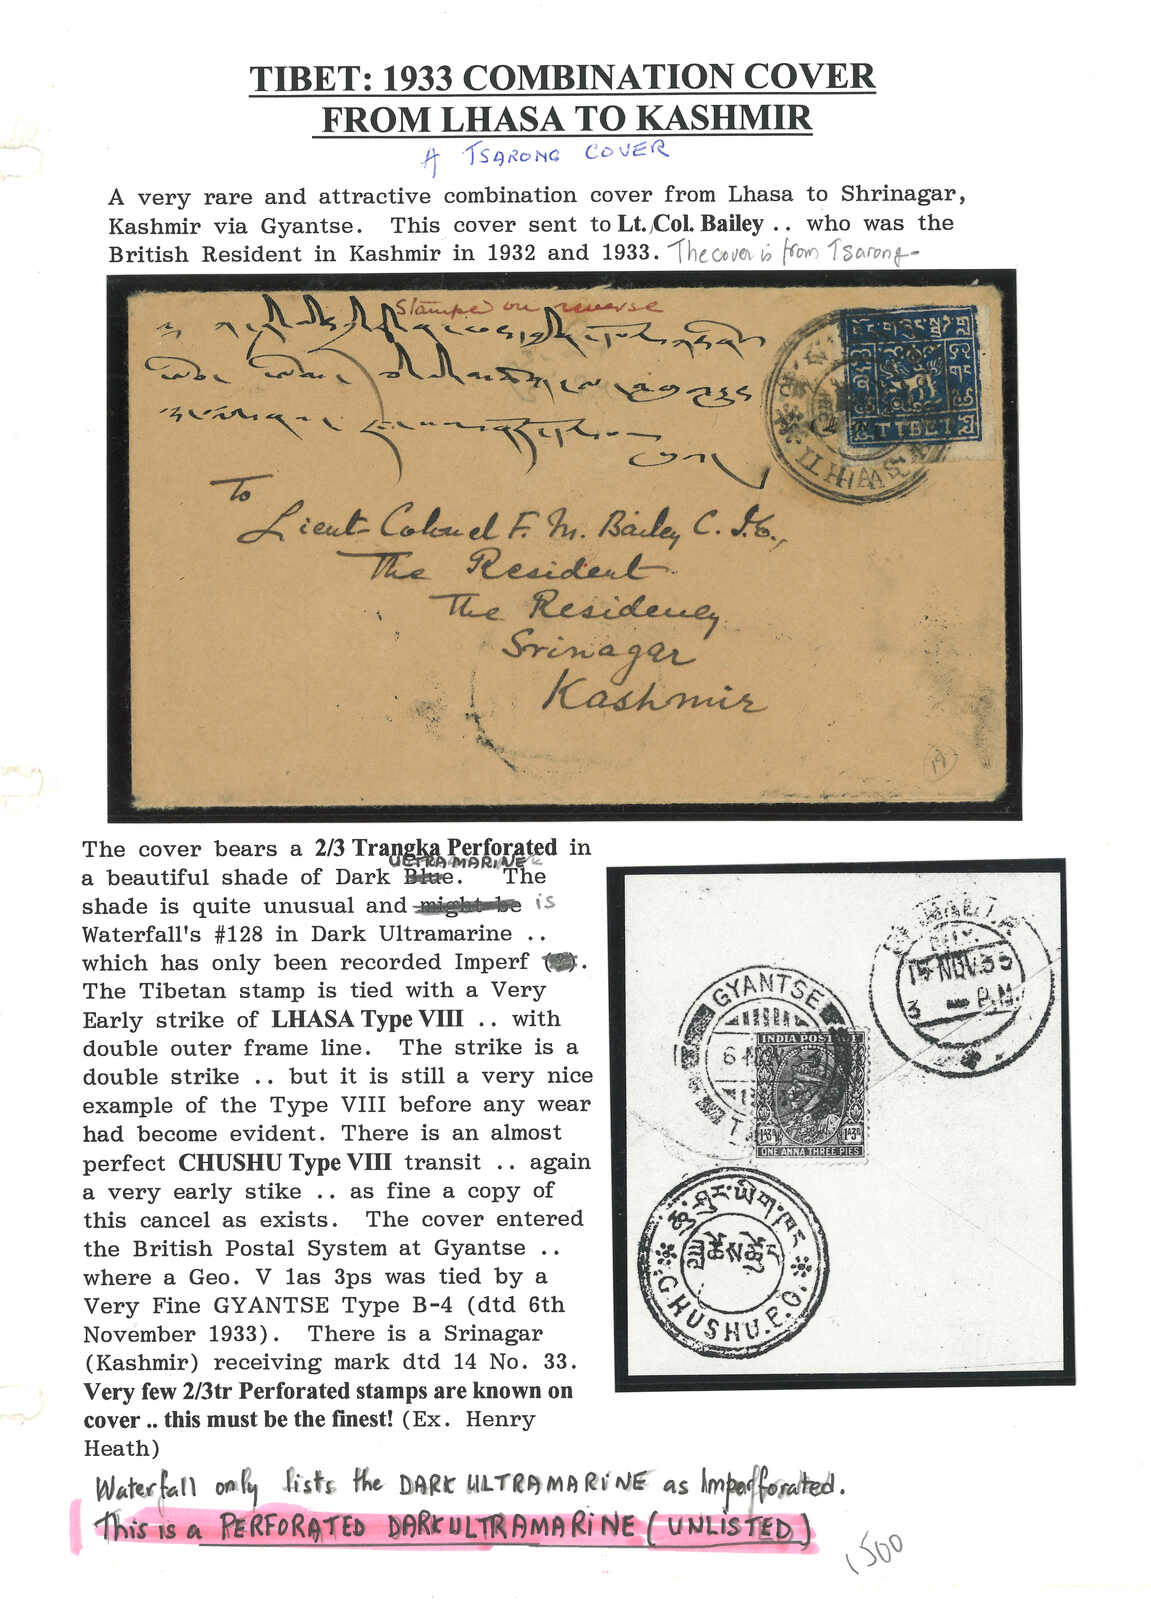 TIBET: 1933 COMBINATION COVER
FROM LHASA TO KASHMIR
A TSARONG COVER
A very rare and attractive combination cover from Lhasa to Shrinagar,
Kashmir via Gyantse. This cover sent to Lt. Col. Bailey .. who was the
British Resident in Kashmir in 1932 and 1933. The cover is from Tsarong-
Stamps on reverse
TIBET
LHASA
To
Lieut-Colonel F. M. Bailey C.I.E.,
The Resident
The Residency
Srinagar
Kashmir
19
The cover bears a 2/3 Trangka Perforated in
ULTRAMARINE
a beautiful shade of Dark Blue. The
shade is quite unusual and might be is
Waterfall's #128 in Dark Ultramarine ..
which has only been recorded Imperf
The Tibetan stamp is tied with a Very
Early strike of LHASA Type VIII .. with
double outer frame line. The strike is a
double strike .. but it is still a very nice
example of the Type VIII before any wear
had become evident. There is an almost
perfect CHUSHU Type VIII transit .. again
a very early stike .. as fine a copy of
this cancel as exists. The cover entered
the British Postal System at Gyantse ..
where a Geo. V 1as 3ps was tied by a
Very Fine GYANTSE Type B-4 (dtd 6th
November 1933). There is a Srinagar
(Kashmir) receiving mark dtd 14 No. 33.
Very few 2/3tr Perforated stamps are known on
cover .. this must be the finest! (Ex. Henry
Heath)
GYANTSE
6 NOV 33
INDIA POSTAGE
1A3P 1A3P
ONE ANNA THREE PIES
NOV. 33
3 P.M.
CHUSHU.P.O.
Waterfall only lists the DARK ULTRAMARINE as Imperforated.
This is a PERFORATED DARK ULTRAMARINE (UNLISTED)
1500